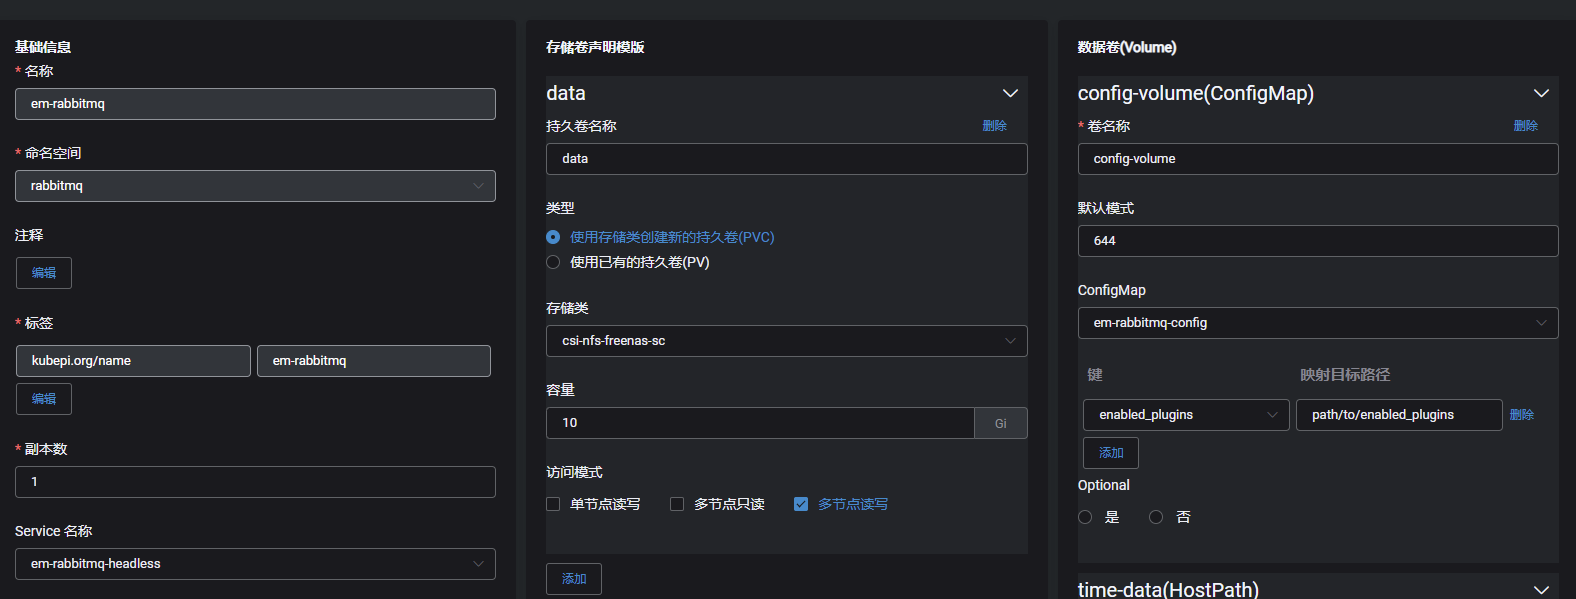 基础信息
* 名称
em-rabbitmq
* 命名空间
rabbitmq
注释
编辑
* 标签
kubepi.org/name
em-rabbitmq
编辑
* 副本数
1
Service 名称
em-rabbitmq-headless
存储卷声明模版
data
持久卷名称
删除
data
类型
使用存储类创建新的持久卷(PVC)
使用已有的持久卷(PV)
存储类
csi-nfs-freenas-sc
容量
10
Gi
访问模式
单节点读写
多节点只读
多节点读写
添加
数据卷(Volume)
config-volume(ConfigMap)
* 卷名称
删除
config-volume
默认模式
644
ConfigMap
em-rabbitmq-config
键
映射目标路径
enabled_plugins
path/to/enabled_plugins
删除
添加
Optional
是
否
time-data(HostPath)